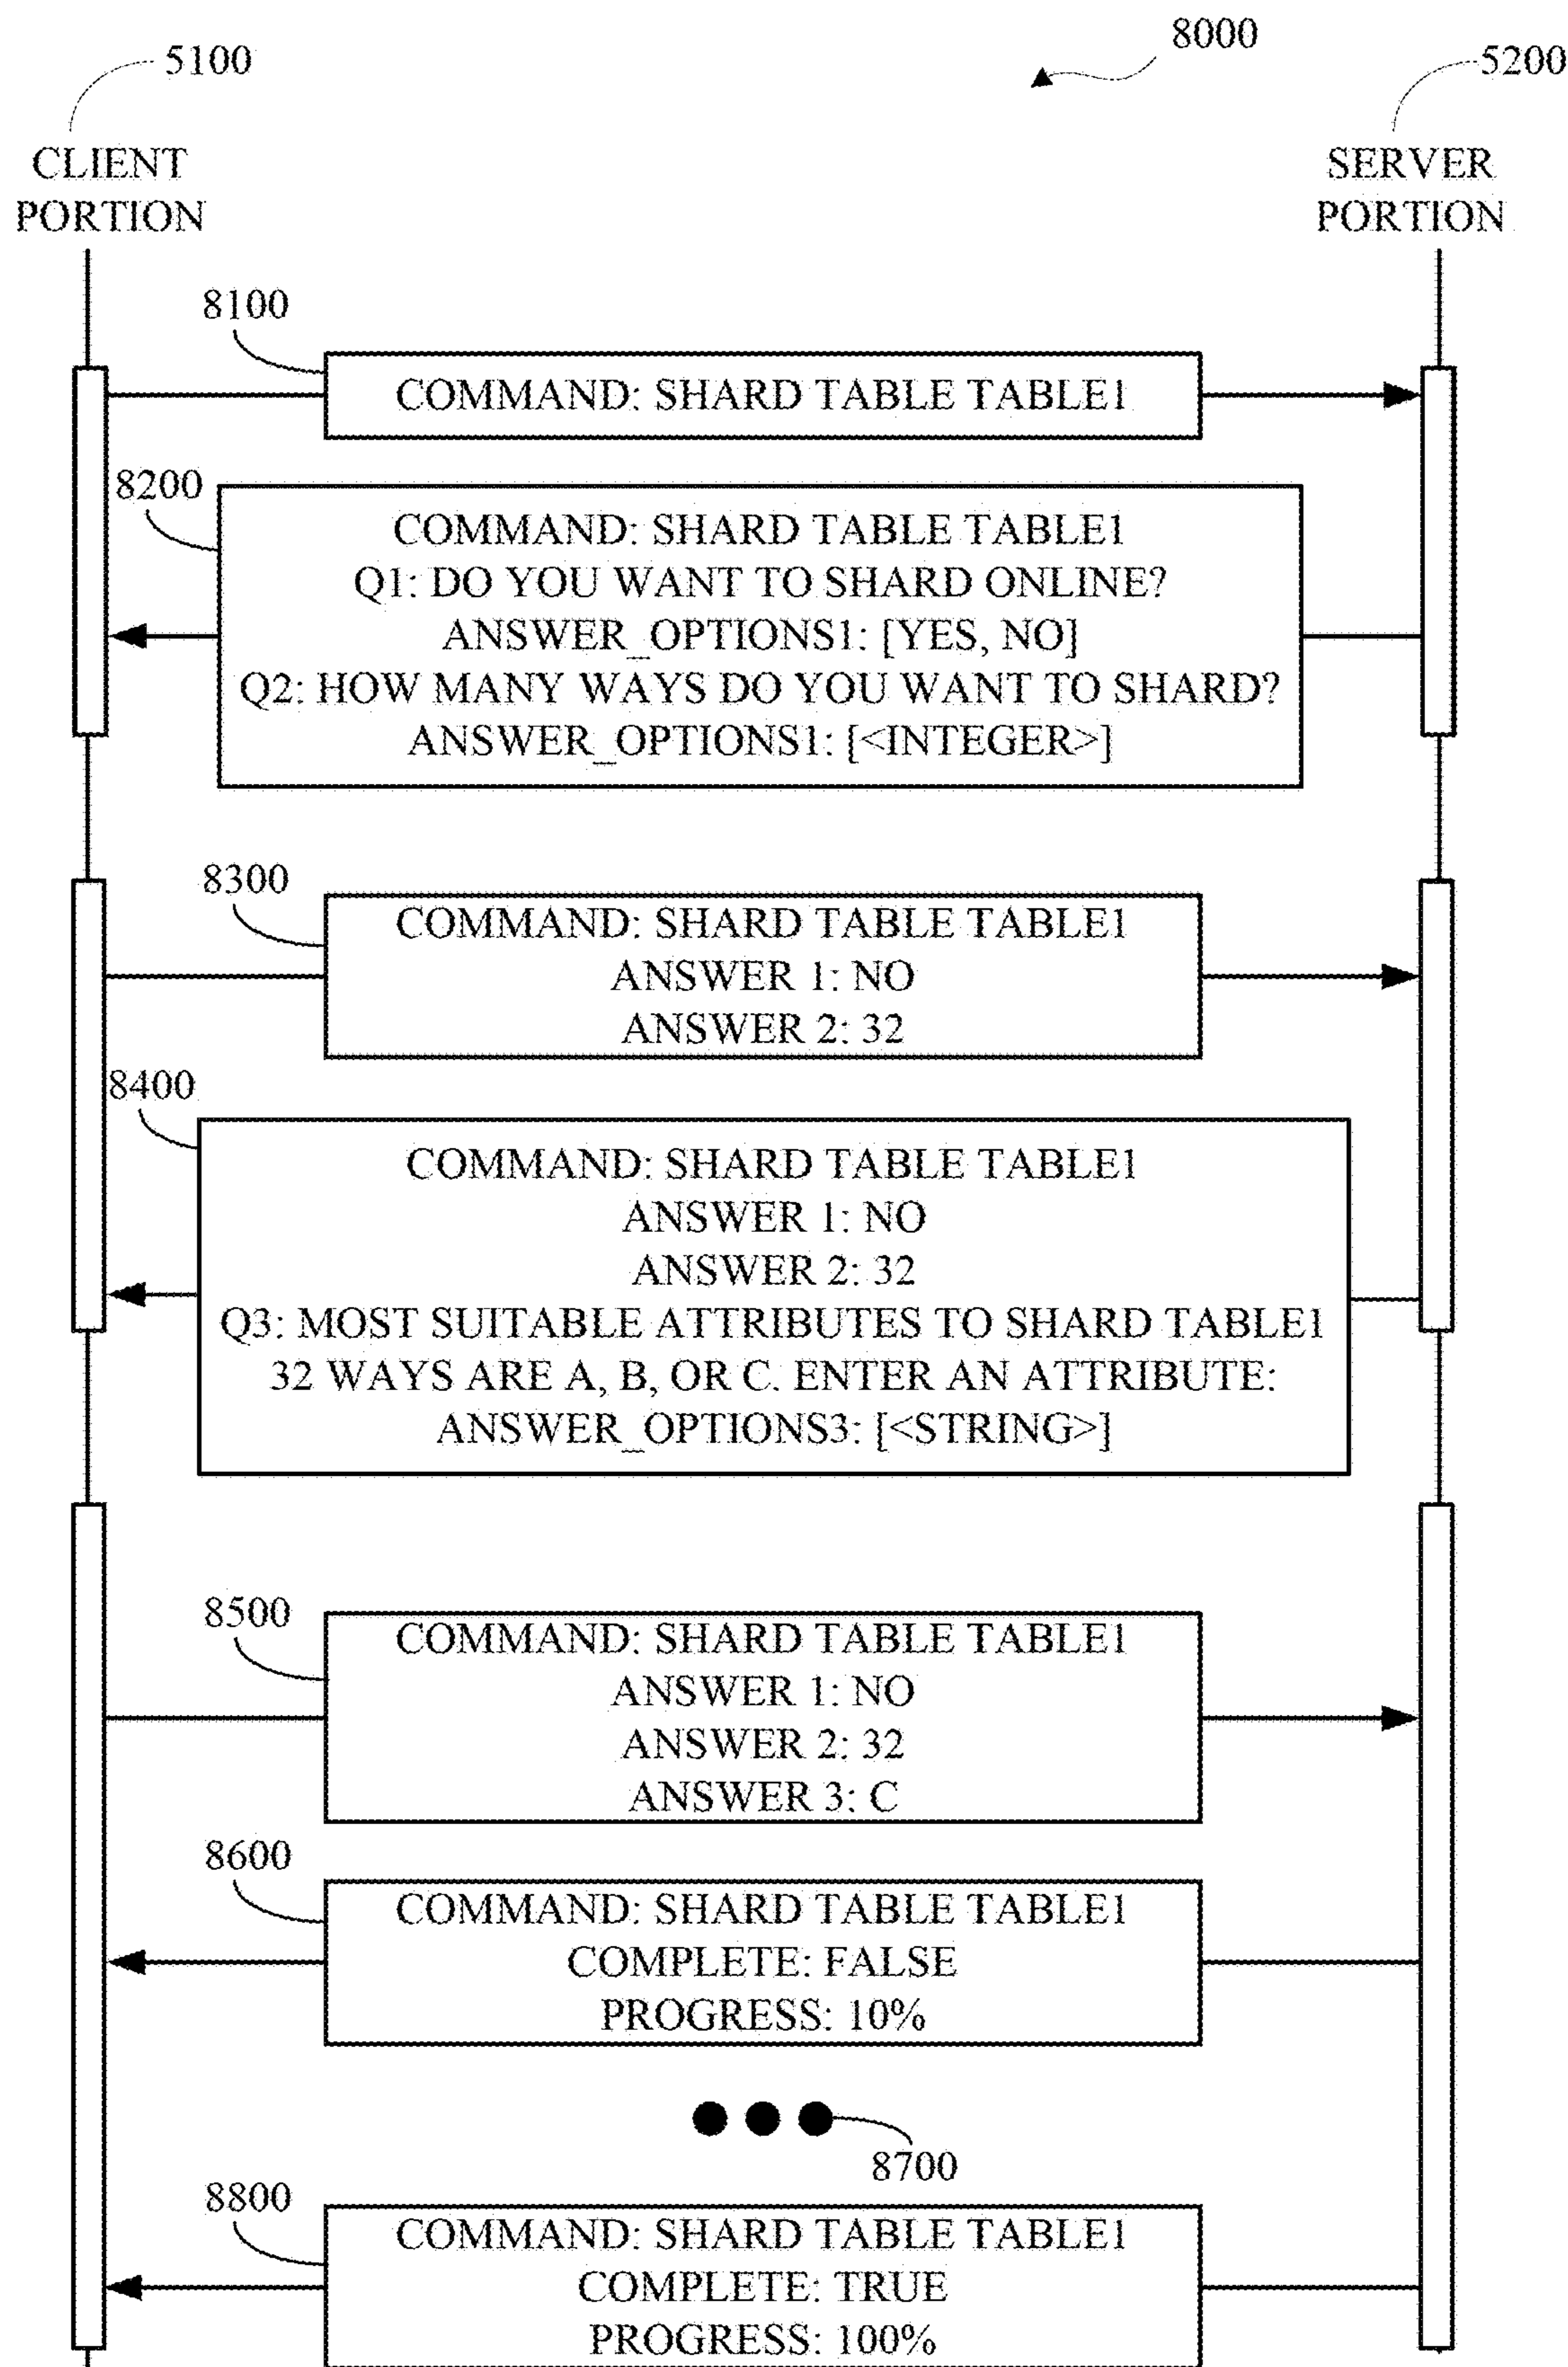 8000
5100
5200
CLIENT
PORTION
SERVER
PORTION
8100
COMMAND: SHARD TABLE TABLE1
8200
COMMAND: SHARD TABLE TABLE1
Q1: DO YOU WANT TO SHARD ONLINE?
ANSWER_OPTIONS1: [YES, NO]
Q2: HOW MANY WAYS DO YOU WANT TO SHARD?
ANSWER_OPTIONS1: [<INTEGER>]
8300
COMMAND: SHARD TABLE TABLE1
ANSWER 1: NO
ANSWER 2: 32
8400
COMMAND: SHARD TABLE TABLE1
ANSWER 1: NO
ANSWER 2: 32
Q3: MOST SUITABLE ATTRIBUTES TO SHARD TABLE1
32 WAYS ARE A, B, OR C. ENTER AN ATTRIBUTE:
ANSWER_OPTIONS3: [<STRING>]
8500
COMMAND: SHARD TABLE TABLE1
ANSWER 1: NO
ANSWER 2: 32
ANSWER 3: C
8600
COMMAND: SHARD TABLE TABLE1
COMPLETE: FALSE
PROGRESS: 10%
8700
8800
COMMAND: SHARD TABLE TABLE1
COMPLETE: TRUE
PROGRESS: 100%